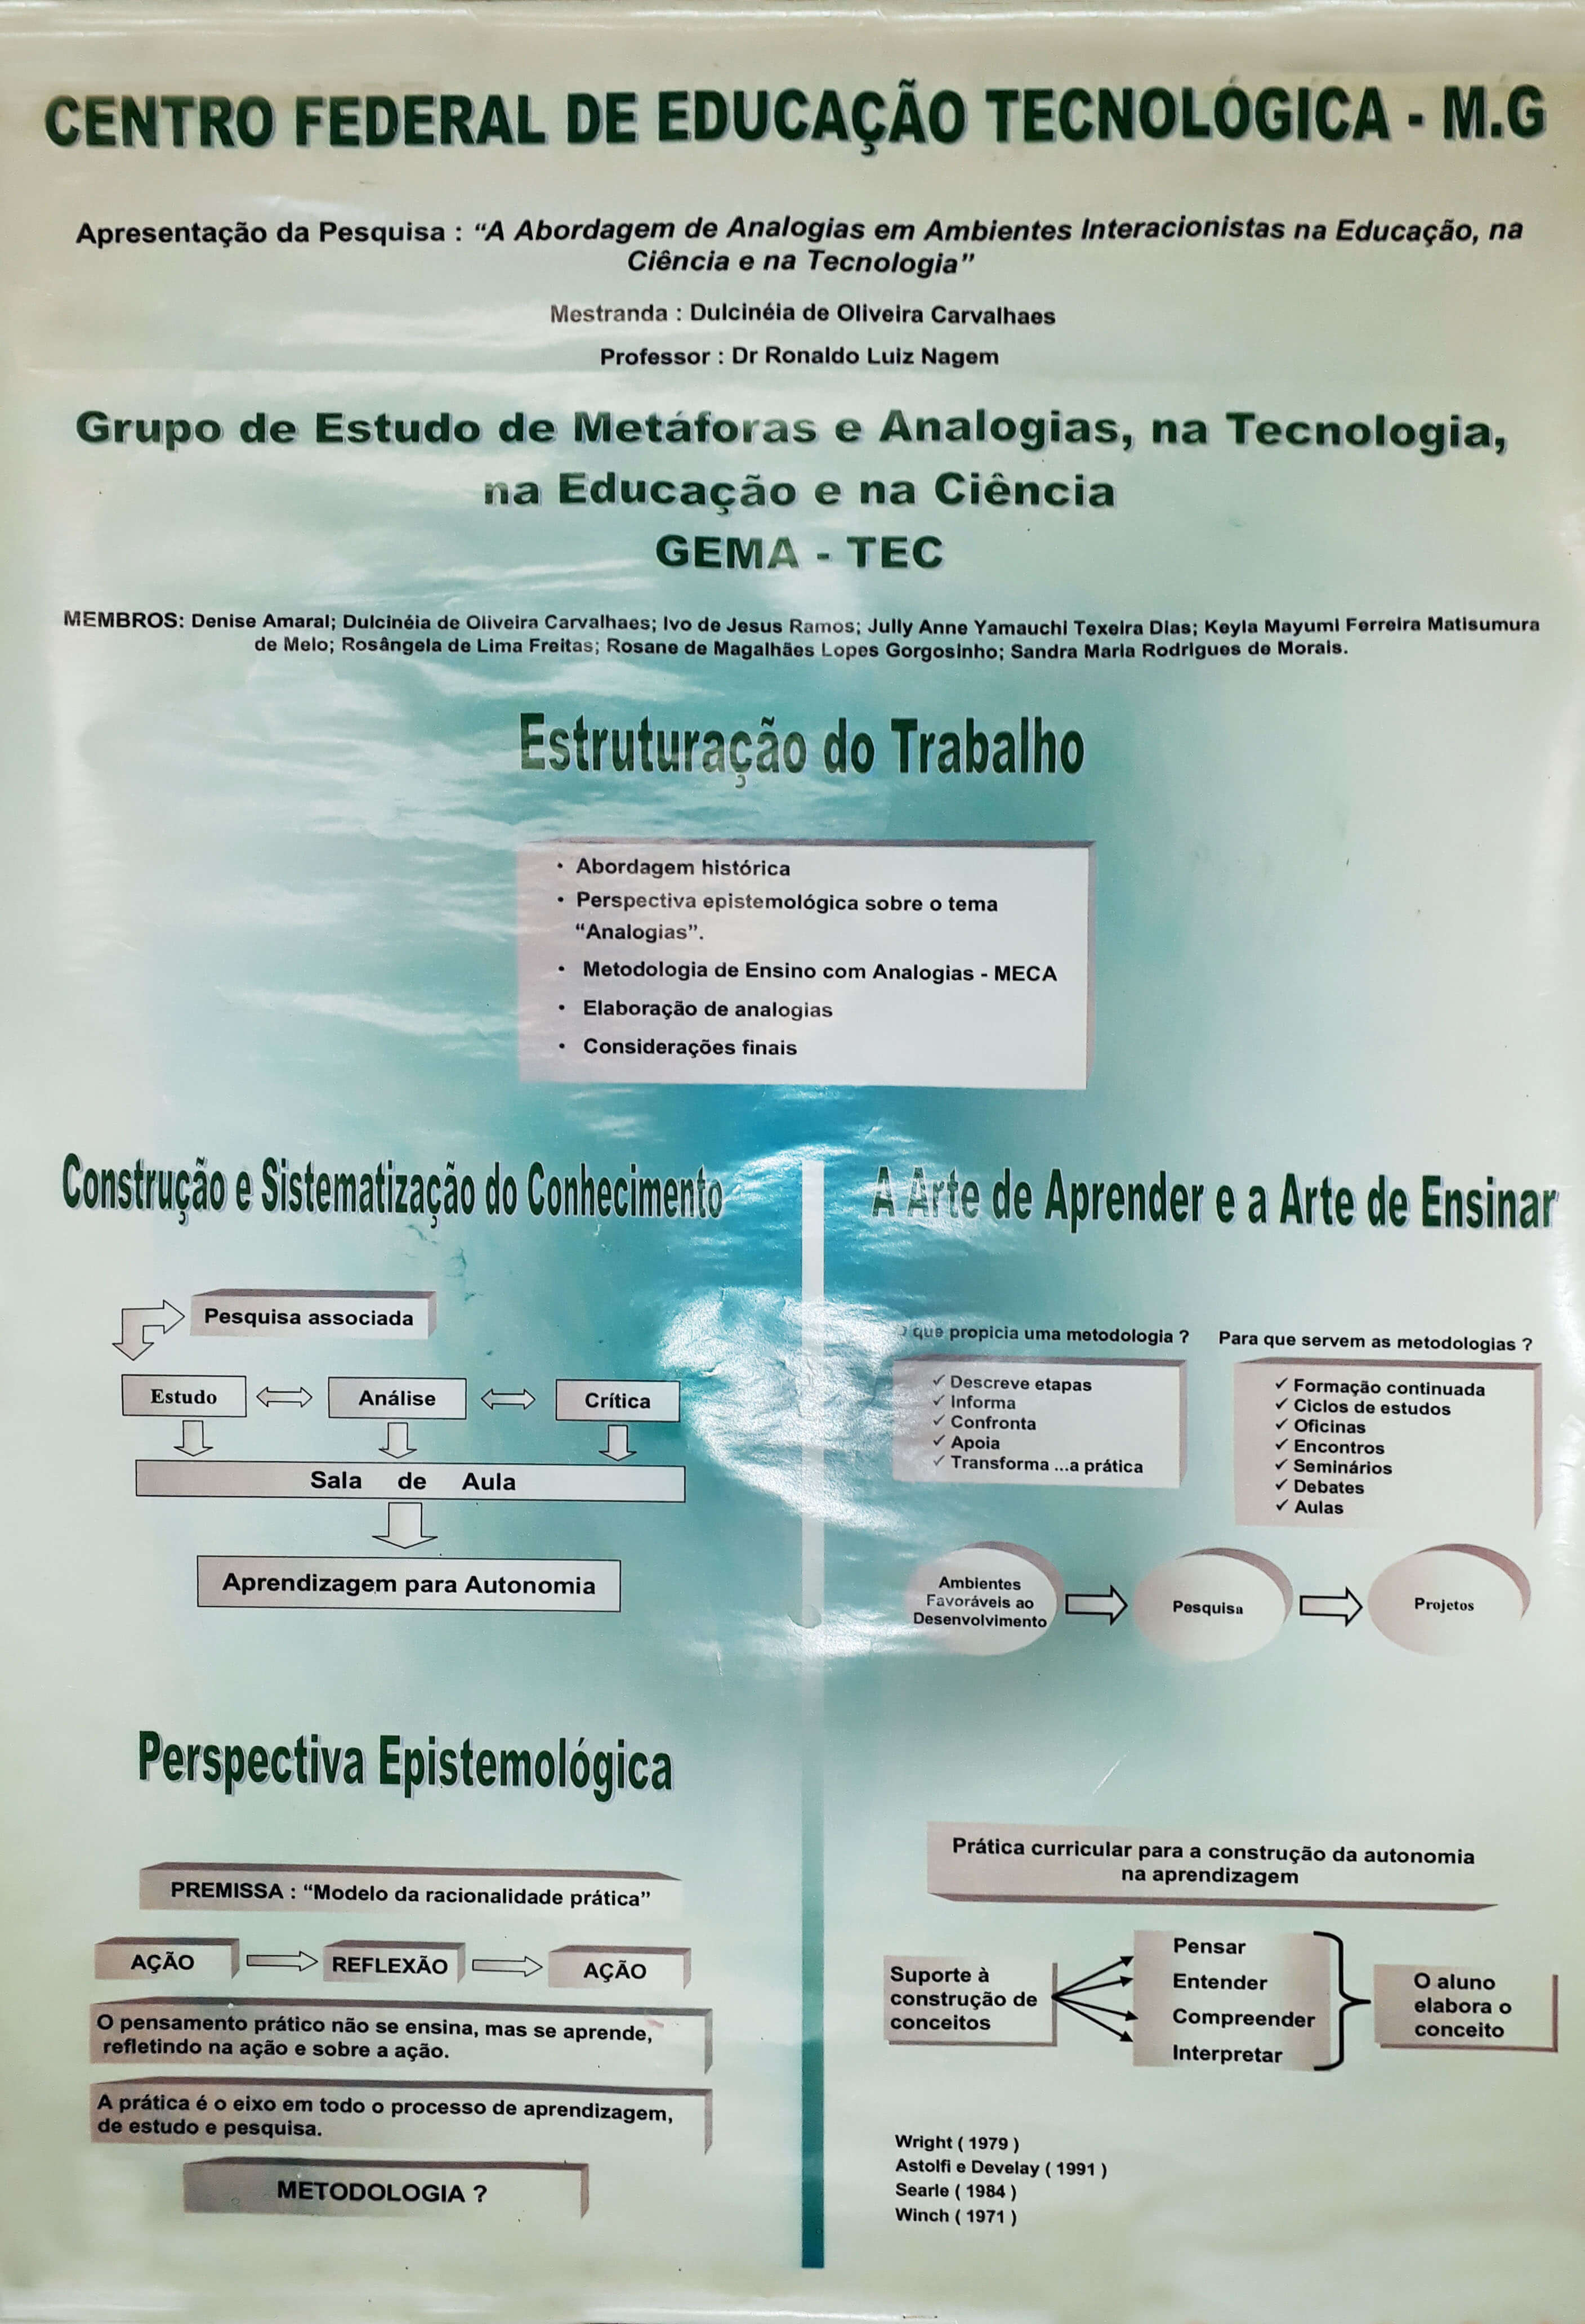 CENTRO FEDERAL DE EDUCAÇÃO TECNOLÓGICA - M.G
Apresentação da Pesquisa : “A Abordagem de Analogias em Ambientes Interacionistas na Educação, na
Ciência e na Tecnologia”
Mestranda : Dulcinéia de Oliveira Carvalhaes
Professor : Dr Ronaldo Luiz Nagem
Grupo de Estudo de Metáforas e Analogias, na Tecnologia,
na Educação e na Ciência
GEMA - TEC
MEMBROS: Denise Amaral; Dulcinéia de Oliveira Carvalhaes; Ivo de Jesus Ramos; Jully Anne Yamauchi Texeira Dias; Keyla Mayumi Ferreira Matisumura
de Melo; Rosângela de Lima Freitas; Rosane de Magalhães Lopes Gorgosinho; Sandra Maria Rodrigues de Morais.
Estruturação do Trabalho
• Abordagem histórica
• Perspectiva epistemológica sobre o tema
“Analogias”.
• Metodologia de Ensino com Analogias - MECA
• Elaboração de analogias
• Considerações finais
Construção e Sistematização do Conhecimento
Pesquisa associada
Estudo
Análise
Crítica
Sala de Aula
Aprendizagem para Autonomia
A Arte de Aprender e a Arte de Ensinar
O que propicia uma metodologia ?
✓ Descreve etapas
✓ Informa
✓ Confronta
✓ Apoia
✓ Transforma ...a prática
Para que servem as metodologias ?
✓ Formação continuada
✓ Ciclos de estudos
✓ Oficinas
✓ Encontros
✓ Seminários
✓ Debates
✓ Aulas
Ambientes
Favoráveis ao
Desenvolvimento
Pesquisa
Projetos
Perspectiva Epistemológica
PREMISSA : “Modelo da racionalidade prática”
AÇÃO
REFLEXÃO
AÇÃO
O pensamento prático não se ensina, mas se aprende,
refletindo na ação e sobre a ação.
A prática é o eixo em todo o processo de aprendizagem,
de estudo e pesquisa.
METODOLOGIA ?
Prática curricular para a construção da autonomia
na aprendizagem
Suporte à
construção de
conceitos
Pensar
Entender
Compreender
Interpretar
O aluno
elabora o
conceito
Wright ( 1979 )
Astolfi e Develay ( 1991 )
Searle ( 1984 )
Winch ( 1971 )